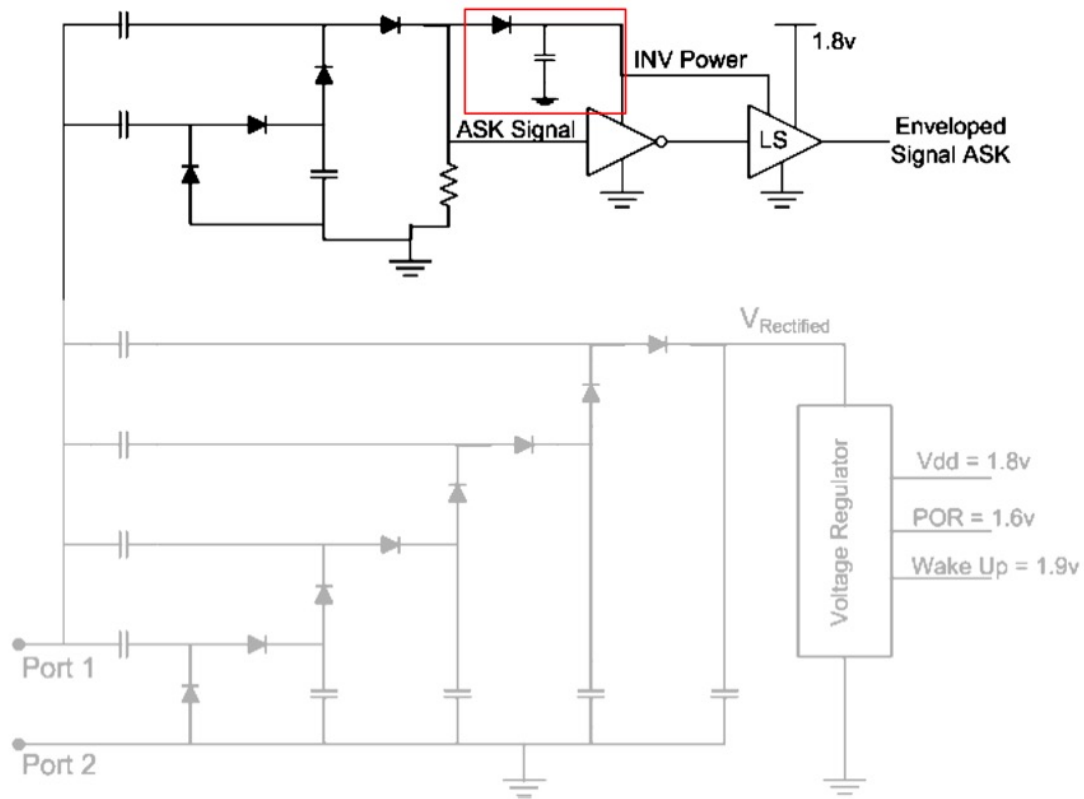 1.8v
INV Power
ASK Signal
LS
Enveloped
Signal ASK
VRectified
Voltage Regulator
Vdd = 1.8v
POR = 1.6v
Wake Up = 1.9v
Port 1
Port 2